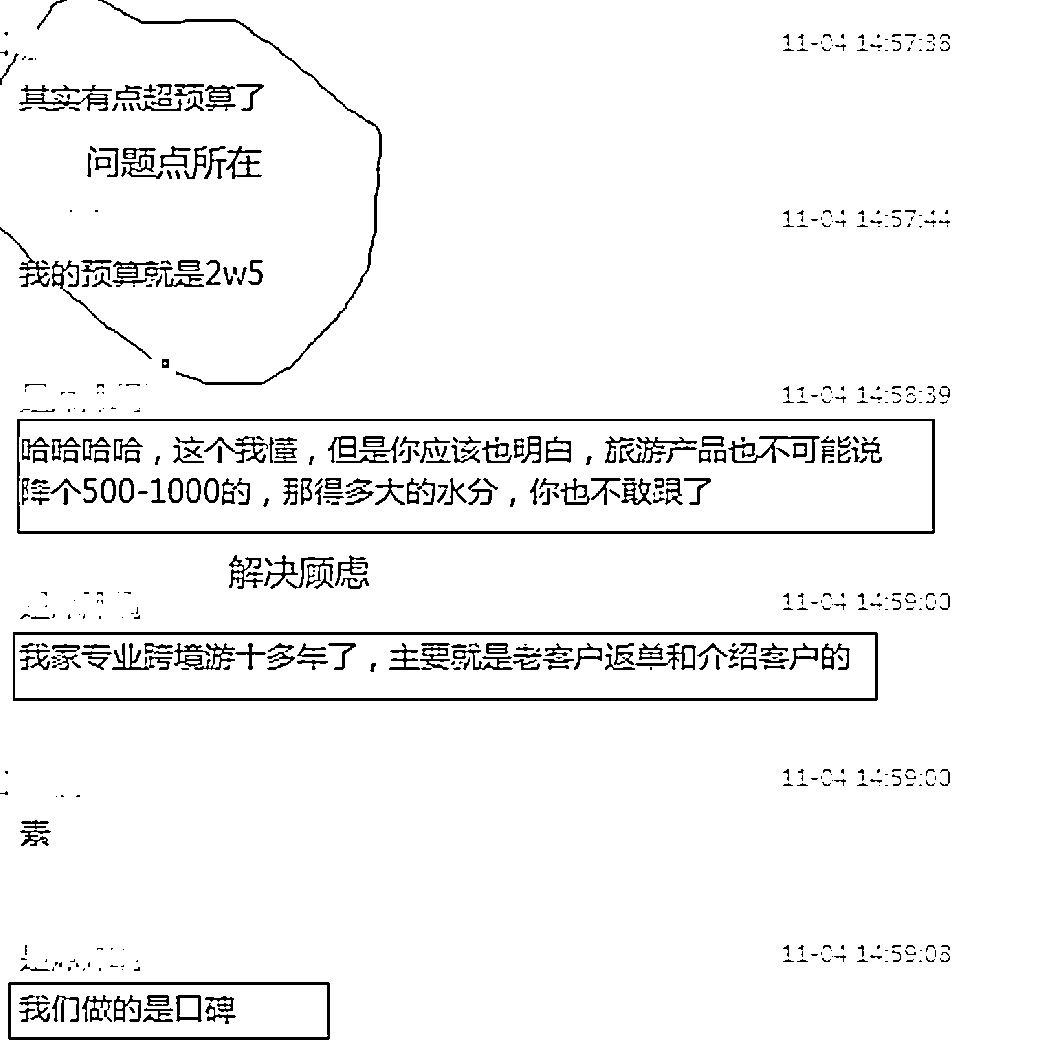 11-04 14:57:38
其实有点超预算了
问题点所在
11-04 14:57:44
我的预算就是2w5
11-04 14:58:39
哈哈哈哈，这个我懂，但是你应该也明白，旅游产品也不可能说
降个500-1000的，那得多大的水分，你也不敢跟了
解决顾虑
11-04 14:59:00
我家专业跨境游十多年了，主要就是老客户返单和介绍客户的
11-04 14:59:00
素
11-04 14:59:08
我们做的是口碑